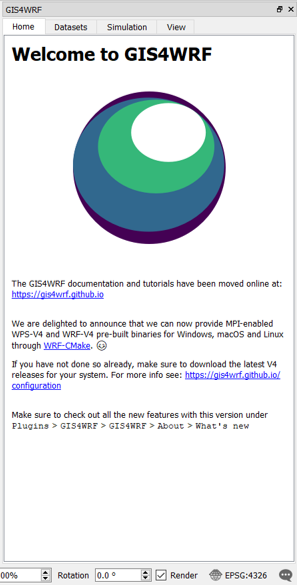 GIS4WRF
Home Datasets Simulation View
Welcome to GIS4WRF
The GIS4WRF documentation and tutorials have been moved online at:
https://gis4wrf.github.io
We are delighted to announce that we can now provide MPI-enabled
WPS-V4 and WRF-V4 pre-built binaries for Windows, macOS and Linux
through WRF-CMake.
If you have not done so already, make sure to download the latest V4
releases for your system. For more info see: https://gis4wrf.github.io/
configuration
Make sure to check out all the new features with this version under
Plugins > GIS4WRF > GIS4WRF > About > What's new
00% Rotation 0.0 ° Render EPSG:4326